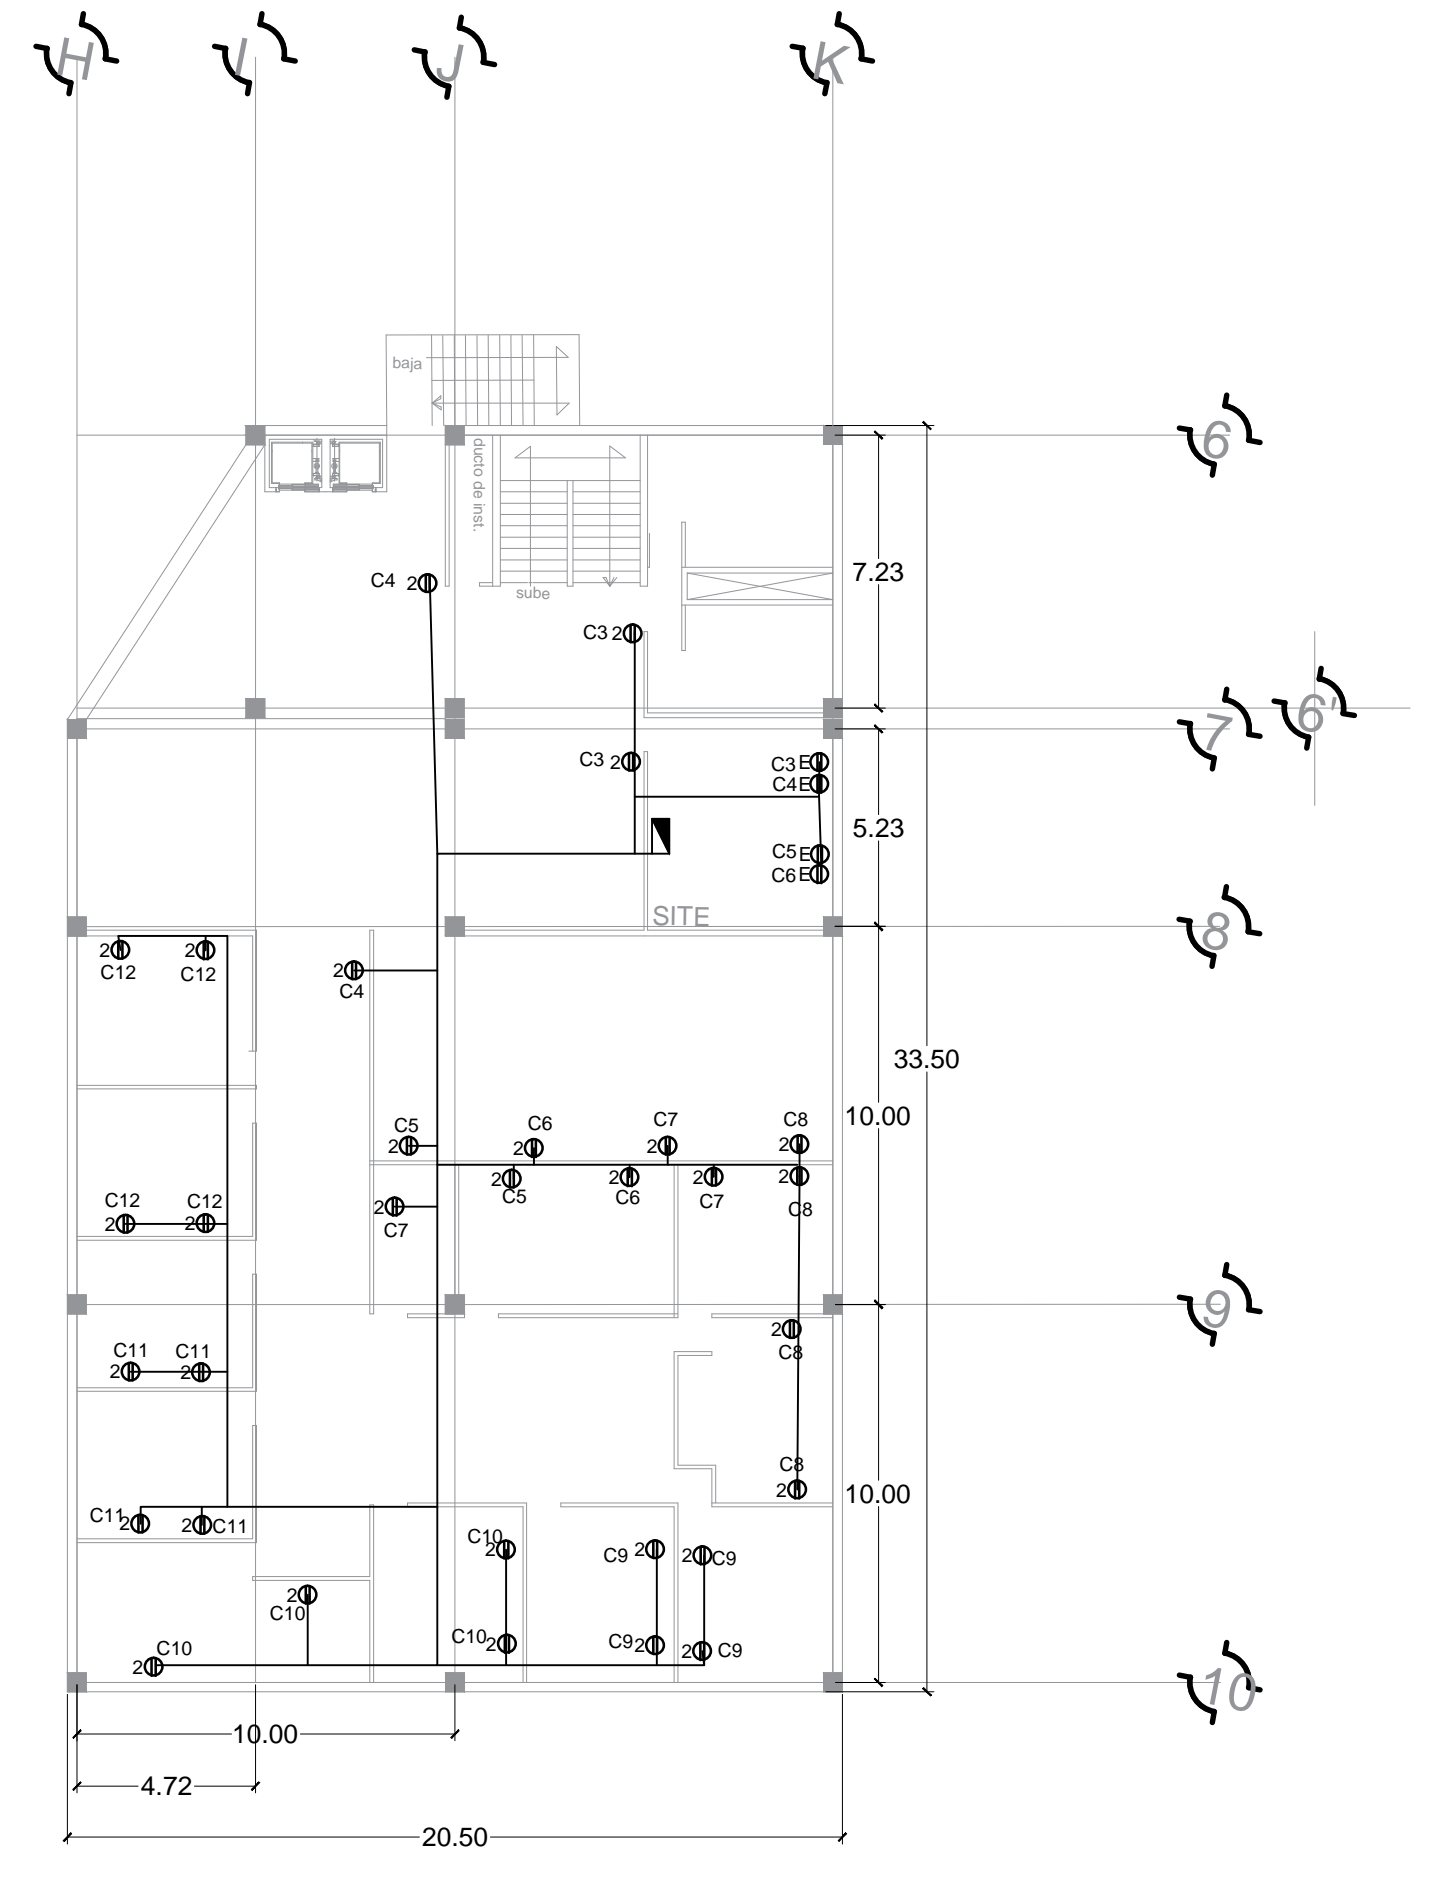 H I J K
baja
6
ducto de inst.
7.23
C4 2
sube
C3 2
6'
7
C3 2
C3 E
C4 E
5.23
C5 E
C6 E
SITE
8
2 2
C12 C12
2
C4
33.50
10.00
C5 C6 C7 C8
2 2 2 2
2 2 2 2
C5 C6 C7 C8
C12 C12
2 2
2
C7
9
2
C8
C11 C11
2 2
C8
2
10.00
C11 2 2 C11
C10
2
C9 2 2 C9
2
C10
C10 2
C9 2 2 C9
C10
2
10
10.00
4.72
20.50